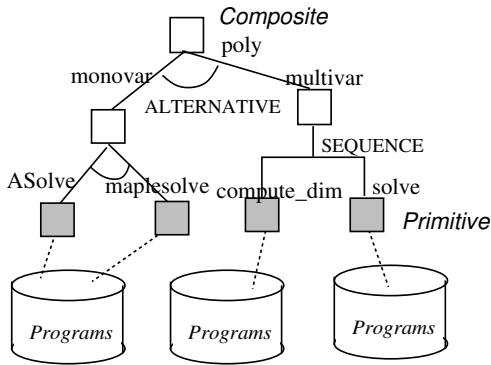 Composite
poly
monovar
multivar
ALTERNATIVE
SEQUENCE
ASolve
maplesolve
compute_dim
solve
Primitive
Programs
Programs
Programs